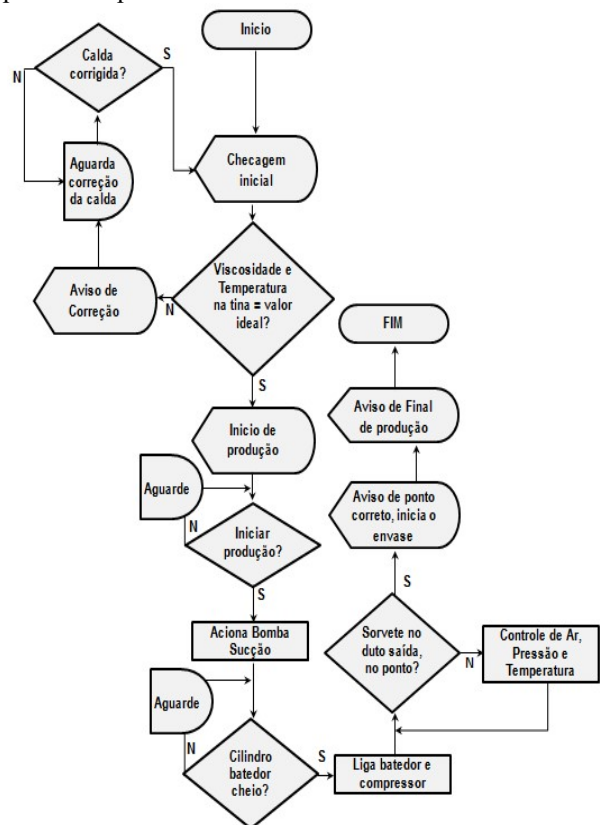 Inicio
Calda
corrigida?
S
N
Checagem
inicial
Aguarda
correção
da calda
Viscosidade e
Temperatura
na tina = valor
ideal?
N
Aviso de
Correção
S
FIM
Inicio de
produção
Aviso de Final
de produção
Aguarde
N
Aviso de ponto
correto, inicia o
envase
Iniciar
produção?
S
S
Aciona Bomba
Sucção
Sorvete no
duto saída,
no ponto?
N
Controle de Ar,
Pressão e
Temperatura
Aguarde
N
Cilindro
batedor
cheio?
S
Liga batedor e
compressor